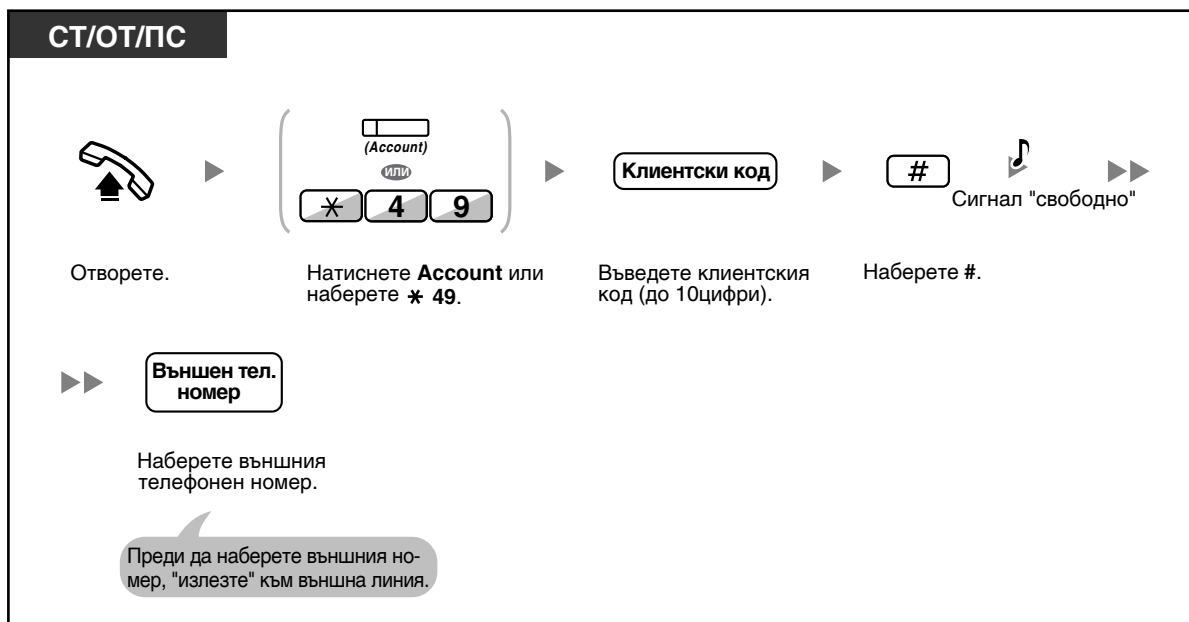 СТ/ОТ/ПС
(Account)
или
* 4 9
Клиентски код
#
Сигнал "свободно"
Отворете.
Натиснете Account или
наберете * 49.
Въведете клиентския
код (до 10цифри).
Наберете #.
Външен тел.
номер
Наберете външния
телефонен номер.
Преди да наберете външния но-
мер, "излезте" към външна линия.